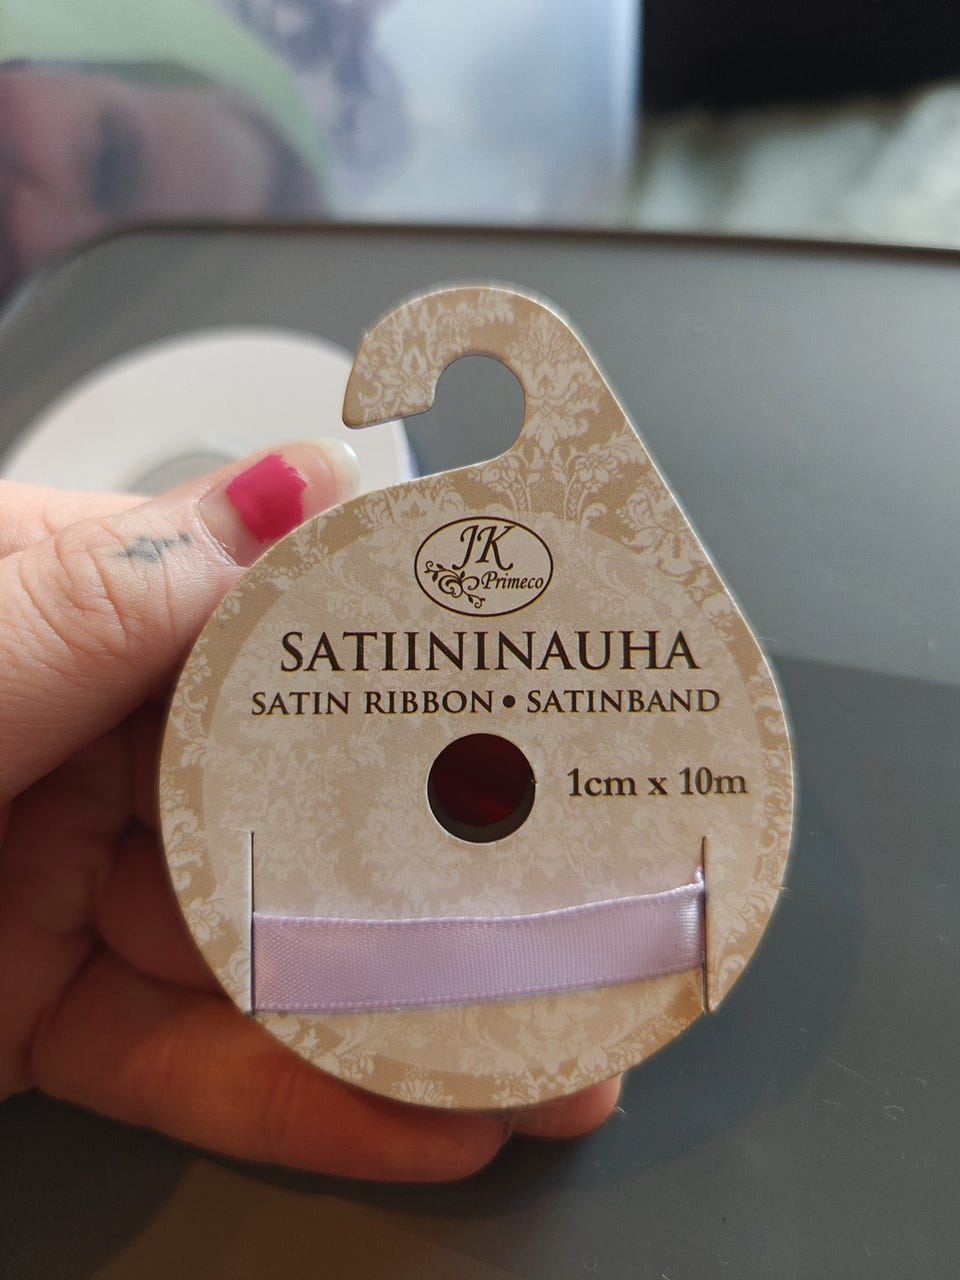 JK
Primeco
SATIININAUHA
SATIN RIBBON • SATINBAND
1cm x 10m